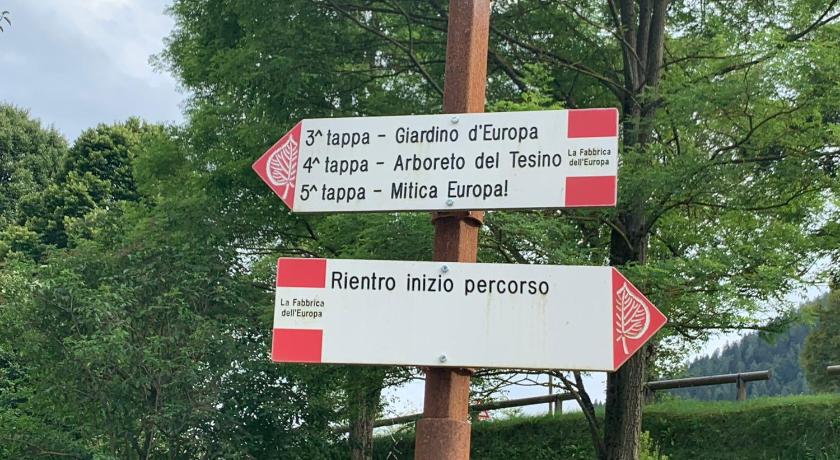 3^ tappa - Giardino d'Europa
4^ tappa - Arboreto del Tesino
5^ tappa - Mitica Europa!
La Fabbrica
dell'Europa
Rientro inizio percorso
La Fabbrica
dell'Europa